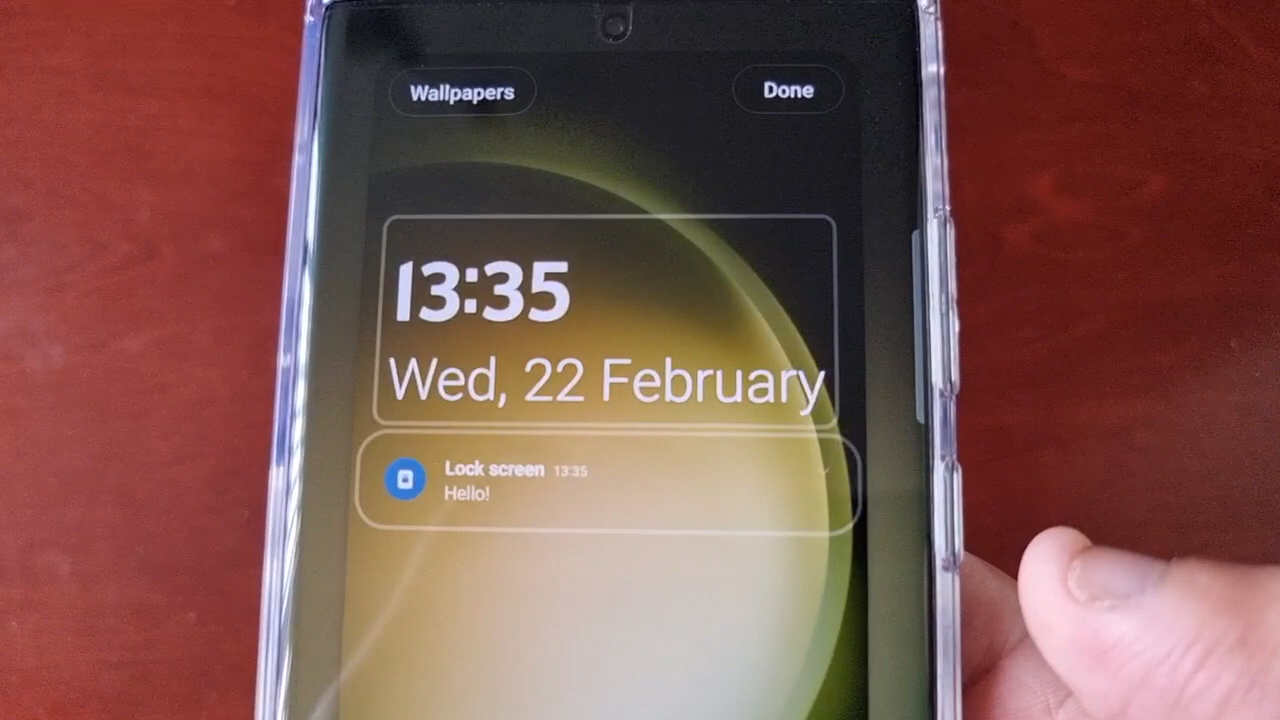 Wallpapers
Done
13:35
Wed, 22 February
Lock screen 13:35
Hello!